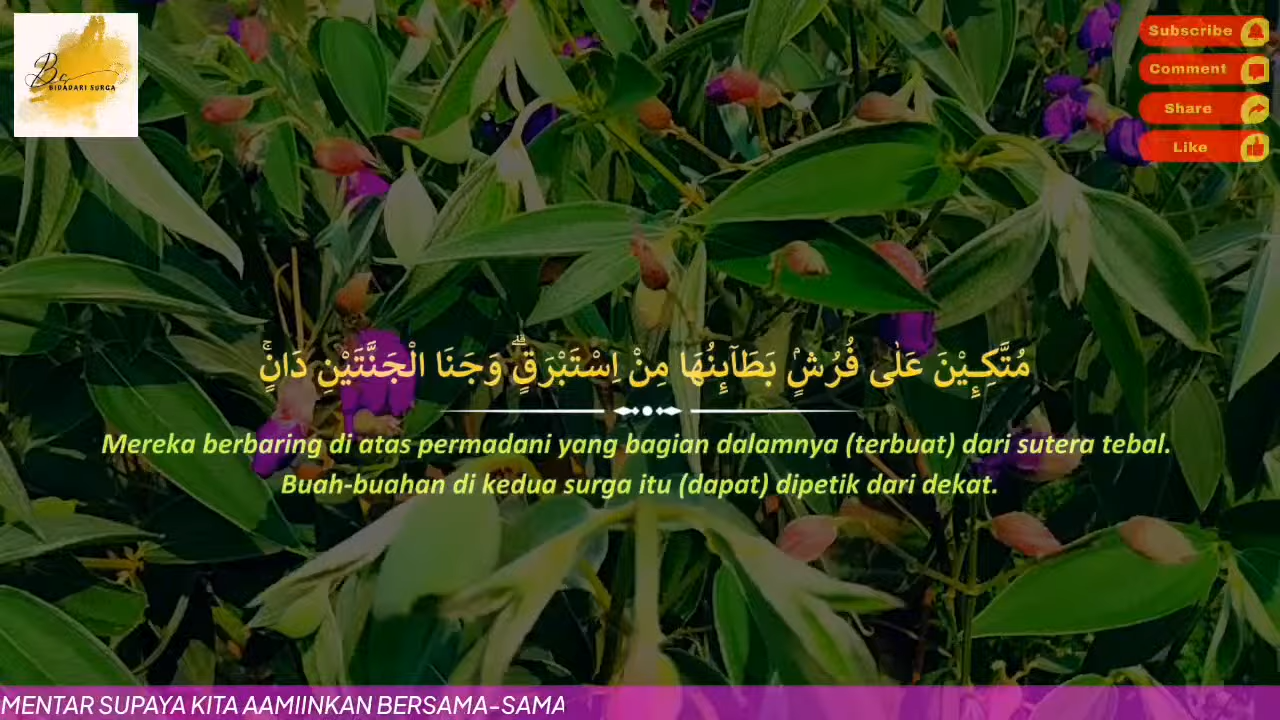 Bs
BIDADARI SURGA
Subscribe
Comment
Share
Like
مُتَّكِـِٕيْنَ عَلٰى فُرُشٍۢ بَطَاۤىِٕنُهَا مِنْ اِسْتَبْرَقٍۗ وَجَنَا الْجَنَّتَيْنِ دَانٍۚ
Mereka berbaring di atas permadani yang bagian dalamnya (terbuat) dari sutera tebal.
Buah-buahan di kedua surga itu (dapat) dipetik dari dekat.
MENTAR SUPAYA KITA AAMIINKAN BERSAMA-SAMA